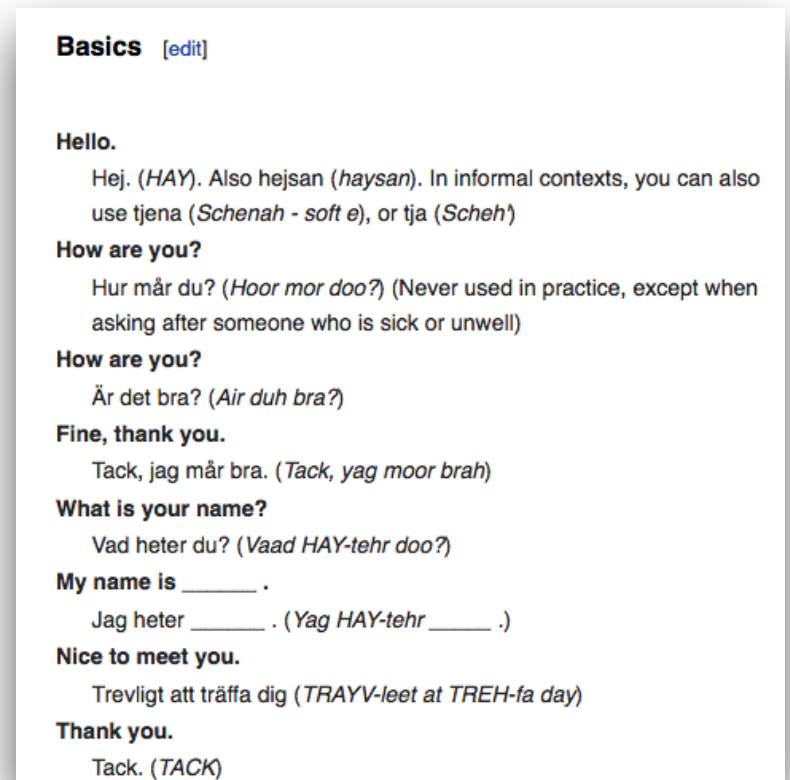 Basics [edit]
Hello.
Hej. (HAY). Also hejsan (haysan). In informal contexts, you can also
use tjena (Schenah - soft e), or tja (Scheh')
How are you?
Hur mår du? (Hoor mor doo?) (Never used in practice, except when
asking after someone who is sick or unwell)
How are you?
Är det bra? (Air duh bra?)
Fine, thank you.
Tack, jag mår bra. (Tack, yag moor brah)
What is your name?
Vad heter du? (Vaad HAY-tehr doo?)
My name is ______ .
Jag heter ______ . (Yag HAY-tehr _____ .)
Nice to meet you.
Trevligt att träffa dig (TRAYV-leet at TREH-fa day)
Thank you.
Tack. (TACK)